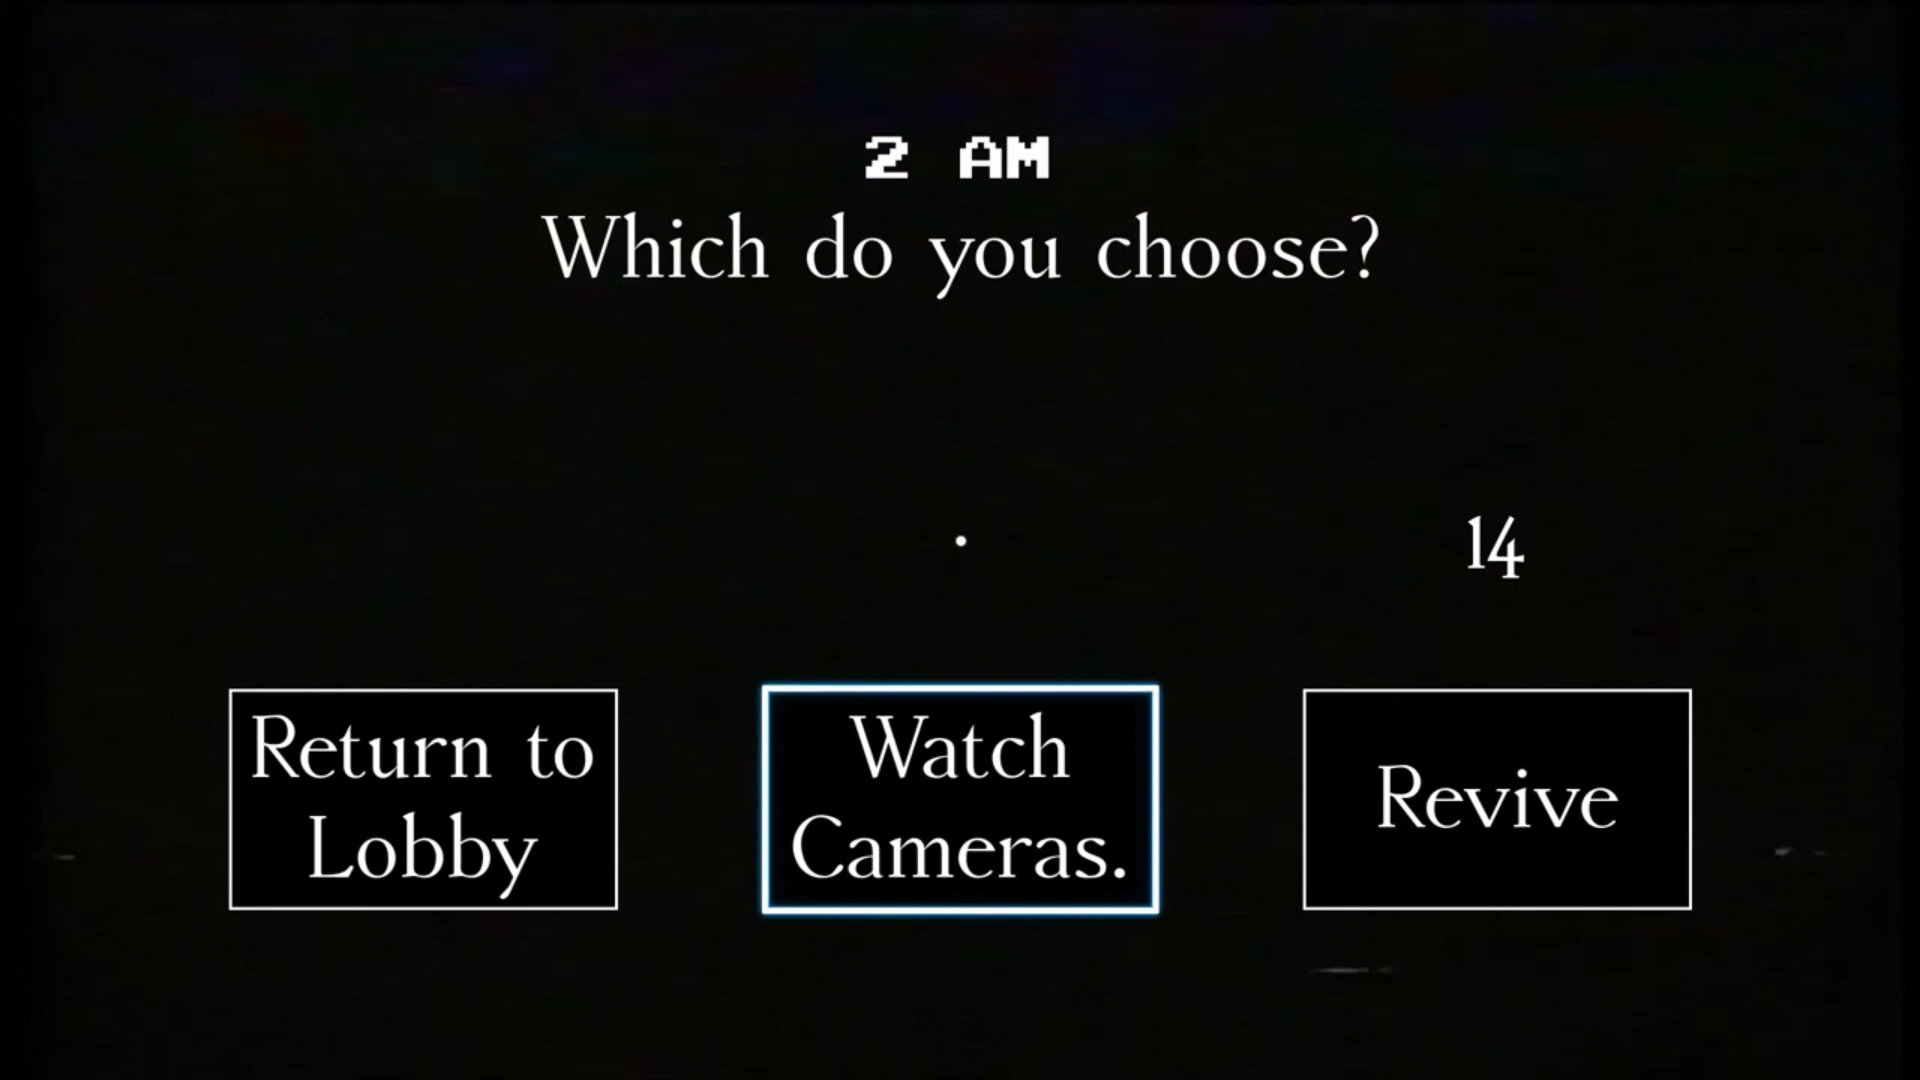 2 AM
Which do you choose?
14
Return to
Lobby
Watch
Cameras.
Revive